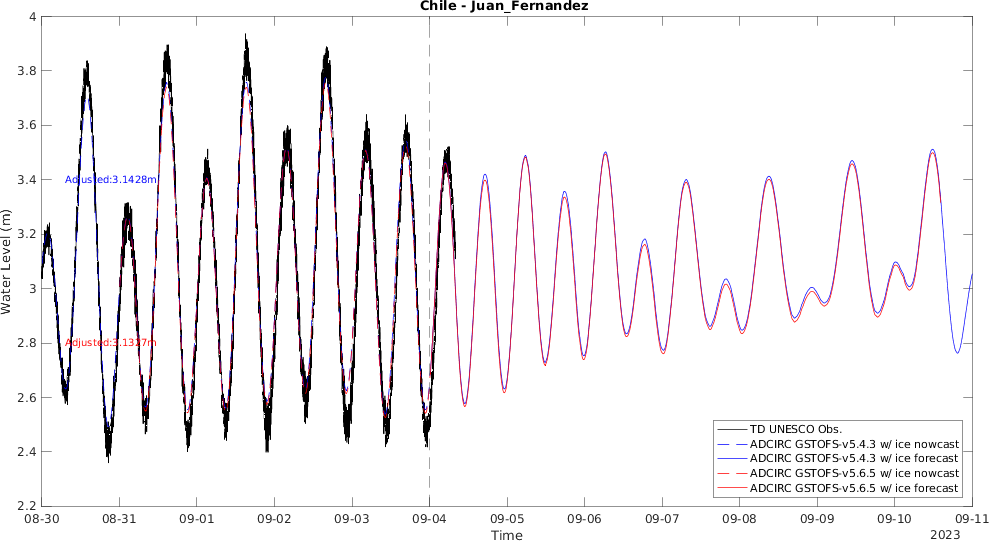 Chile - Juan_Fernandez
Water Level (m)
4
3.8
3.6
3.4
3.2
3
2.8
2.6
2.4
2.2
Adjusted:3.1428m
Adjusted:3.1327m
TD UNESCO Obs.
ADCIRC GSTOFS-v5.4.3 w/ ice nowcast
ADCIRC GSTOFS-v5.4.3 w/ ice forecast
ADCIRC GSTOFS-v5.6.5 w/ ice nowcast
ADCIRC GSTOFS-v5.6.5 w/ ice forecast
08-30 08-31 09-01 09-02 09-03 09-04 09-05 09-06 09-07 09-08 09-09 09-10 09-11
Time
2023